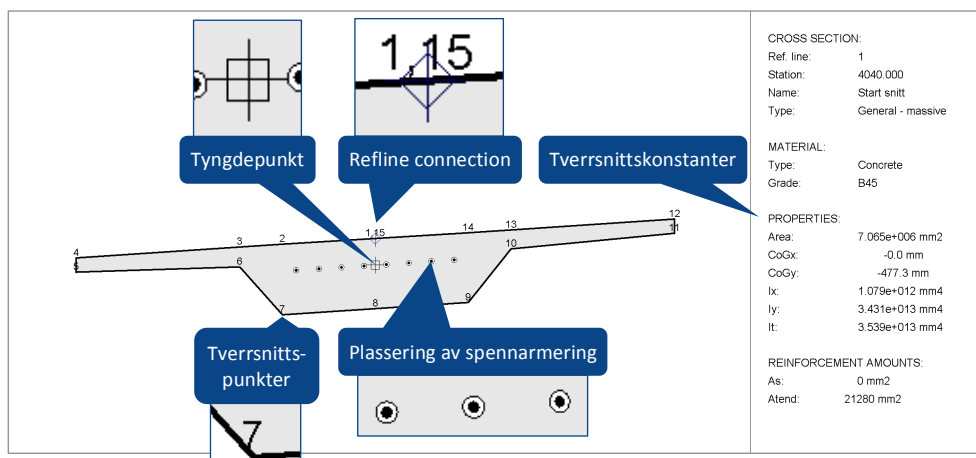 1,15
Tyngdepunkt
Refline connection
Tverrsnittskonstanter
4
5
3
6
2
1,15
14
13
10
12
11
7
8
9
Tverrsnitts-
punkter
Plassering av spennarmering
7
CROSS SECTION:
Ref. line: 1
Station: 4040.000
Name: Start snitt
Type: General - massive
MATERIAL:
Type: Concrete
Grade: B45
PROPERTIES:
Area: 7.065e+006 mm2
CoGx: -0.0 mm
CoGy: -477.3 mm
Ix: 1.079e+012 mm4
Iy: 3.431e+013 mm4
It: 3.539e+013 mm4
REINFORCEMENT AMOUNTS:
As: 0 mm2
Atend: 21280 mm2